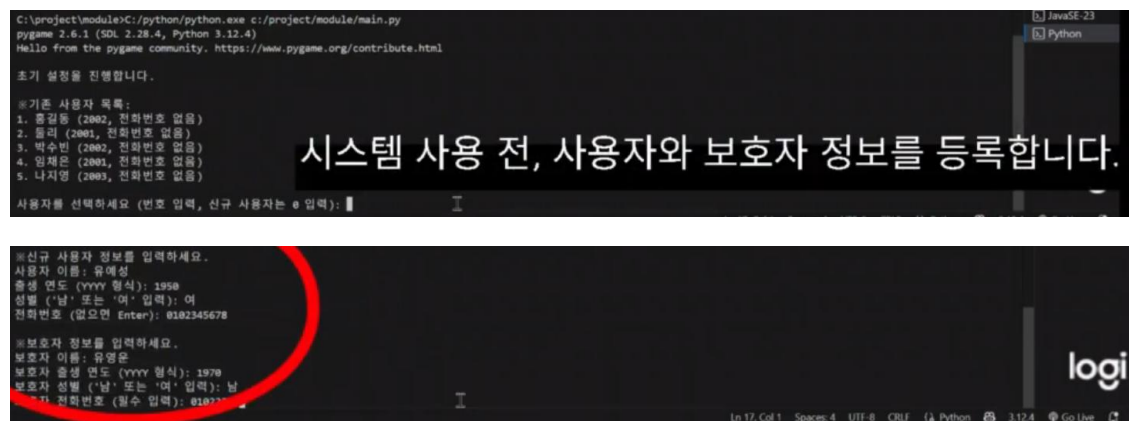 C:\project\module>C:/python/python.exe c:/project/module/main.py
pygame 2.6.1 (SDL 2.28.4, Python 3.12.4)
Hello from the pygame community. https://www.pygame.org/contribute.html
초기 설정을 진행합니다.
※기존 사용자 목록:
1. 홍길동 (2002, 전화번호 없음)
2. 둘리 (2001, 전화번호 없음)
3. 박수빈 (2002, 전화번호 없음)
4. 임채은 (2001, 전화번호 없음)
5. 나지영 (2003, 전화번호 없음)
사용자를 선택하세요 (번호 입력, 신규 사용자는 0 입력):
JavaSE-23
Python
시스템 사용 전, 사용자와 보호자 정보를 등록합니다.
※신규 사용자 정보를 입력하세요.
사용자 이름: 유예성
출생 연도 (YYYY 형식): 1950
성별 ('남' 또는 '여' 입력): 여
전화번호 (없으면 Enter): 0102345678
※보호자 정보를 입력하세요.
보호자 이름: 유영운
보호자 출생 연도 (YYYY 형식): 1970
보호자 성별 ('남' 또는 '여' 입력): 남
전화번호 (필수 입력):
logi
Ln 17, Col 1 Spaces: 4 UTF-8 CRLF Python 3.12.4 Go Live